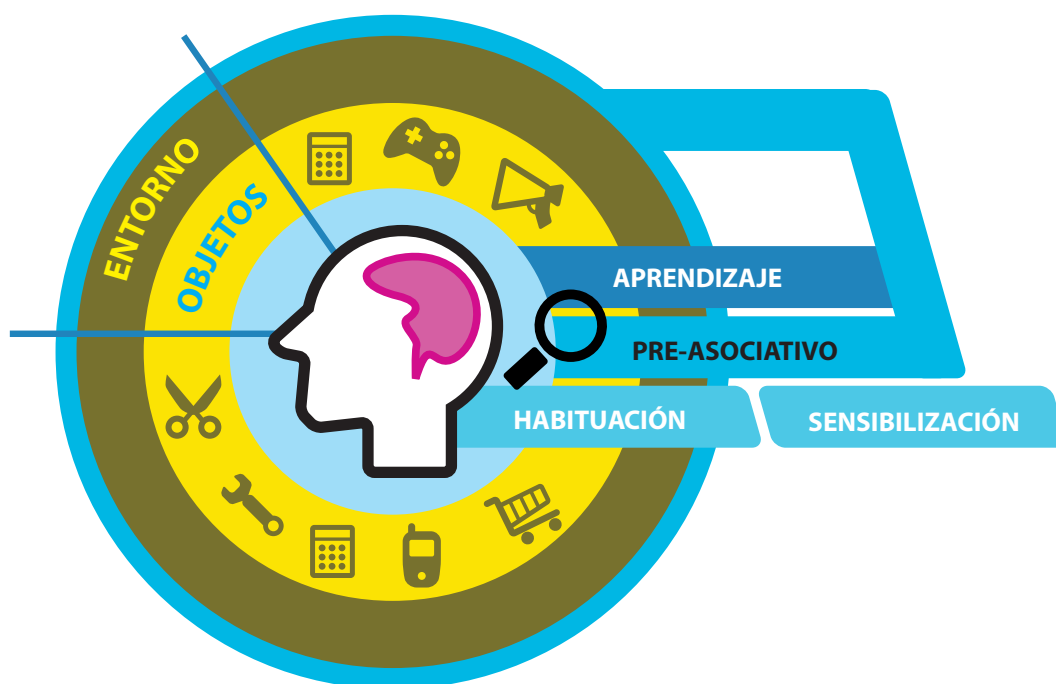 ENTORNO
OBJETOS
APRENDIZAJE
PRE-ASOCIATIVO
HABITUACIÓN
SENSIBILIZACIÓN